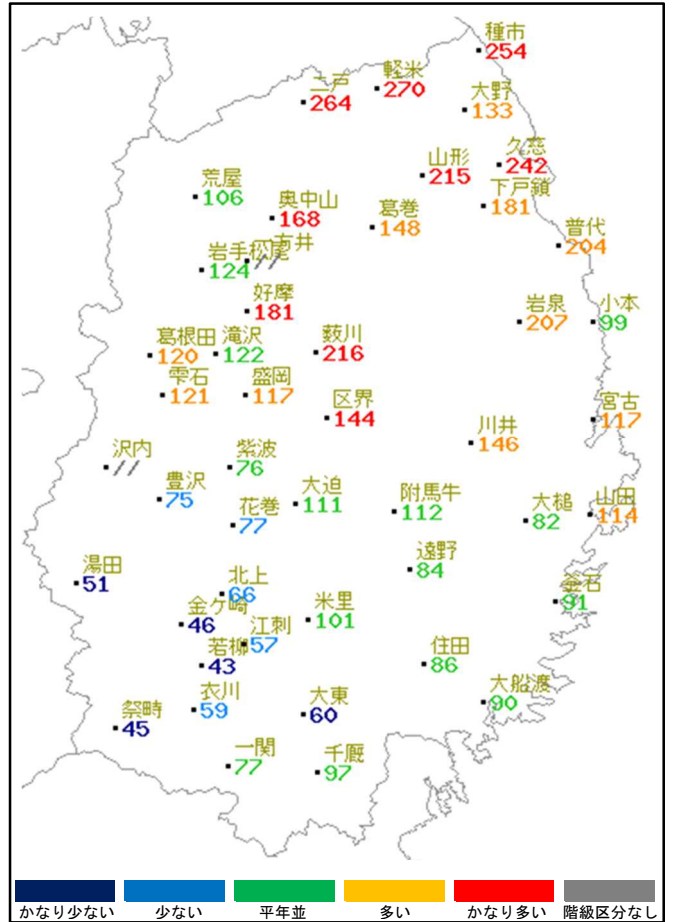 種市
254
軽米
270
二戸
264
大野
133
久慈
242
山形
215
下戸鎖
181
荒屋
106
奥中山
168
葛巻
148
普代
204
岩手松尾
124
//
好摩
181
岩泉
207
小本
99
葛根田
120
滝沢
122
薮川
216
雫石
121
盛岡
117
区界
144
宮古
117
川井
146
沢内
//
紫波
76
豊沢
75
大迫
111
附馬牛
112
大槌
82
山田
114
花巻
77
遠野
84
湯田
51
北上
66
釜石
91
金ケ崎
46
江刺
57
米里
101
若柳
43
住田
86
衣川
59
大東
60
大船渡
90
祭畤
45
一関
77
千厩
97
かなり少ない
少ない
平年並
多い
かなり多い
階級区分なし